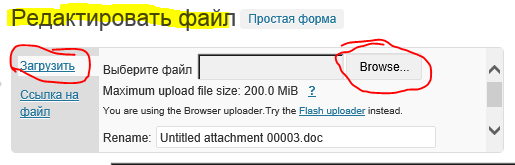 Редактировать файл Простая форма
Загрузить
Выберите файл Browse...
Ссылка на файл
Maximum upload file size: 200.0 MiB ?
You are using the Browser uploader.Try the Flash uploader instead.
Rename: Untitled attachment 00003.doc